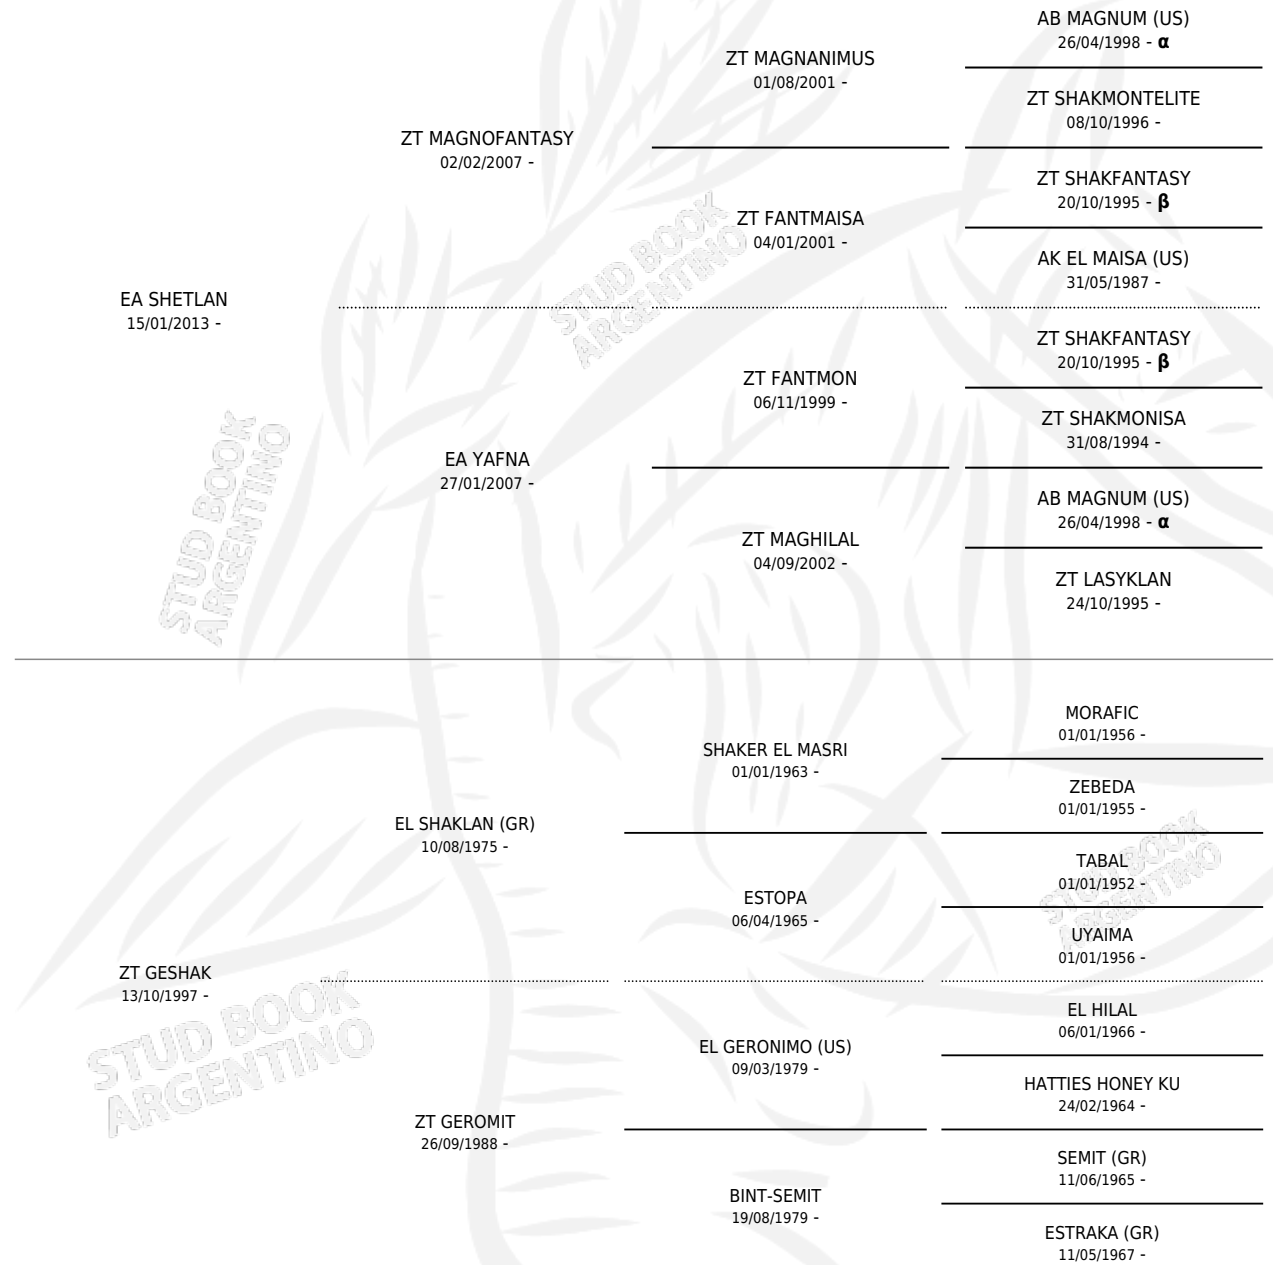 AB MAGNUM (US)
26/04/1998 - α
ZT MAGNANIMUS
01/08/2001 -
ZT SHAKMONTELITE
08/10/1996 -
ZT MAGNOFANTASY
02/02/2007 -
ZT SHAKFANTASY
20/10/1995 - β
ZT FANTMAISA
04/01/2001 -
AK EL MAISA (US)
31/05/1987 -
EA SHETLAN
15/01/2013 -
ZT SHAKFANTASY
20/10/1995 - β
ZT FANTMON
06/11/1999 -
ZT SHAKMONISA
31/08/1994 -
EA YAFNA
27/01/2007 -
AB MAGNUM (US)
26/04/1998 - α
ZT MAGHILAL
04/09/2002 -
ZT LASYKLAN
24/10/1995 -
STUD BOOK
ARGENTINO
STUD BOOK
ARGENTINO
MORAFIC
01/01/1956 -
SHAKER EL MASRI
01/01/1963 -
ZEBEDA
01/01/1955 -
EL SHAKLAN (GR)
10/08/1975 -
TABAL
01/01/1952 -
ESTOPA
06/04/1965 -
UYAIMA
01/01/1956 -
ZT GESHAK
13/10/1997 -
EL HILAL
06/01/1966 -
EL GERONIMO (US)
09/03/1979 -
HATTIES HONEY KU
24/02/1964 -
ZT GEROMIT
26/09/1988 -
SEMIT (GR)
11/06/1965 -
BINT-SEMIT
19/08/1979 -
ESTRAKA (GR)
11/05/1967 -
STUD BOOK
ARGENTINO
STUD BOOK
ARGENTINO